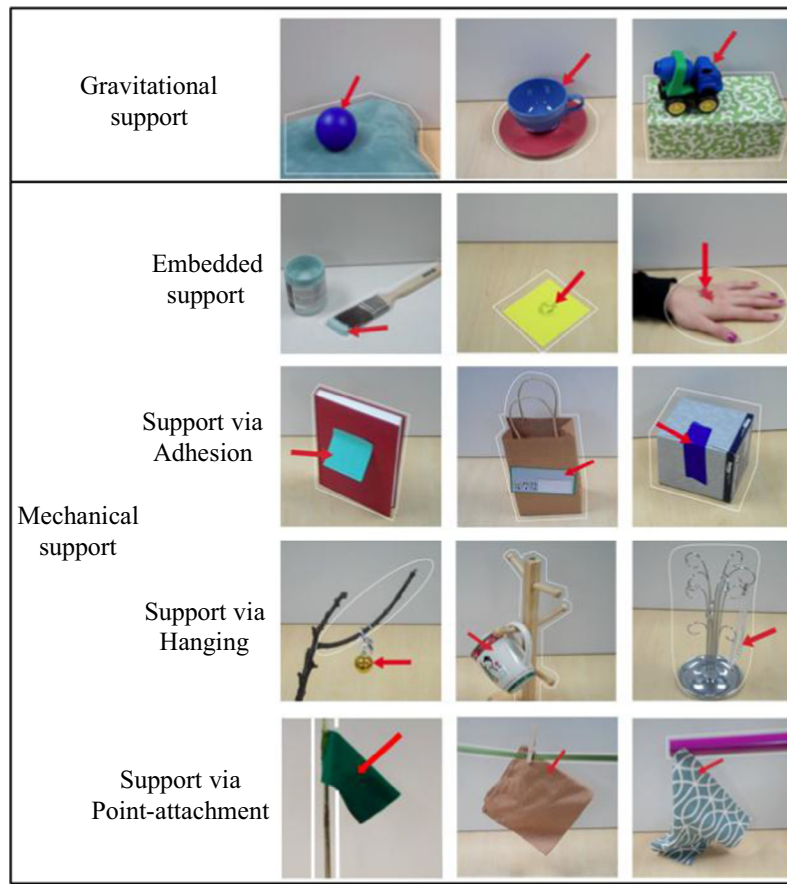 Gravitational
support
Embedded
support
Support via
Adhesion
Mechanical
support
Support via
Hanging
Support via
Point-attachment